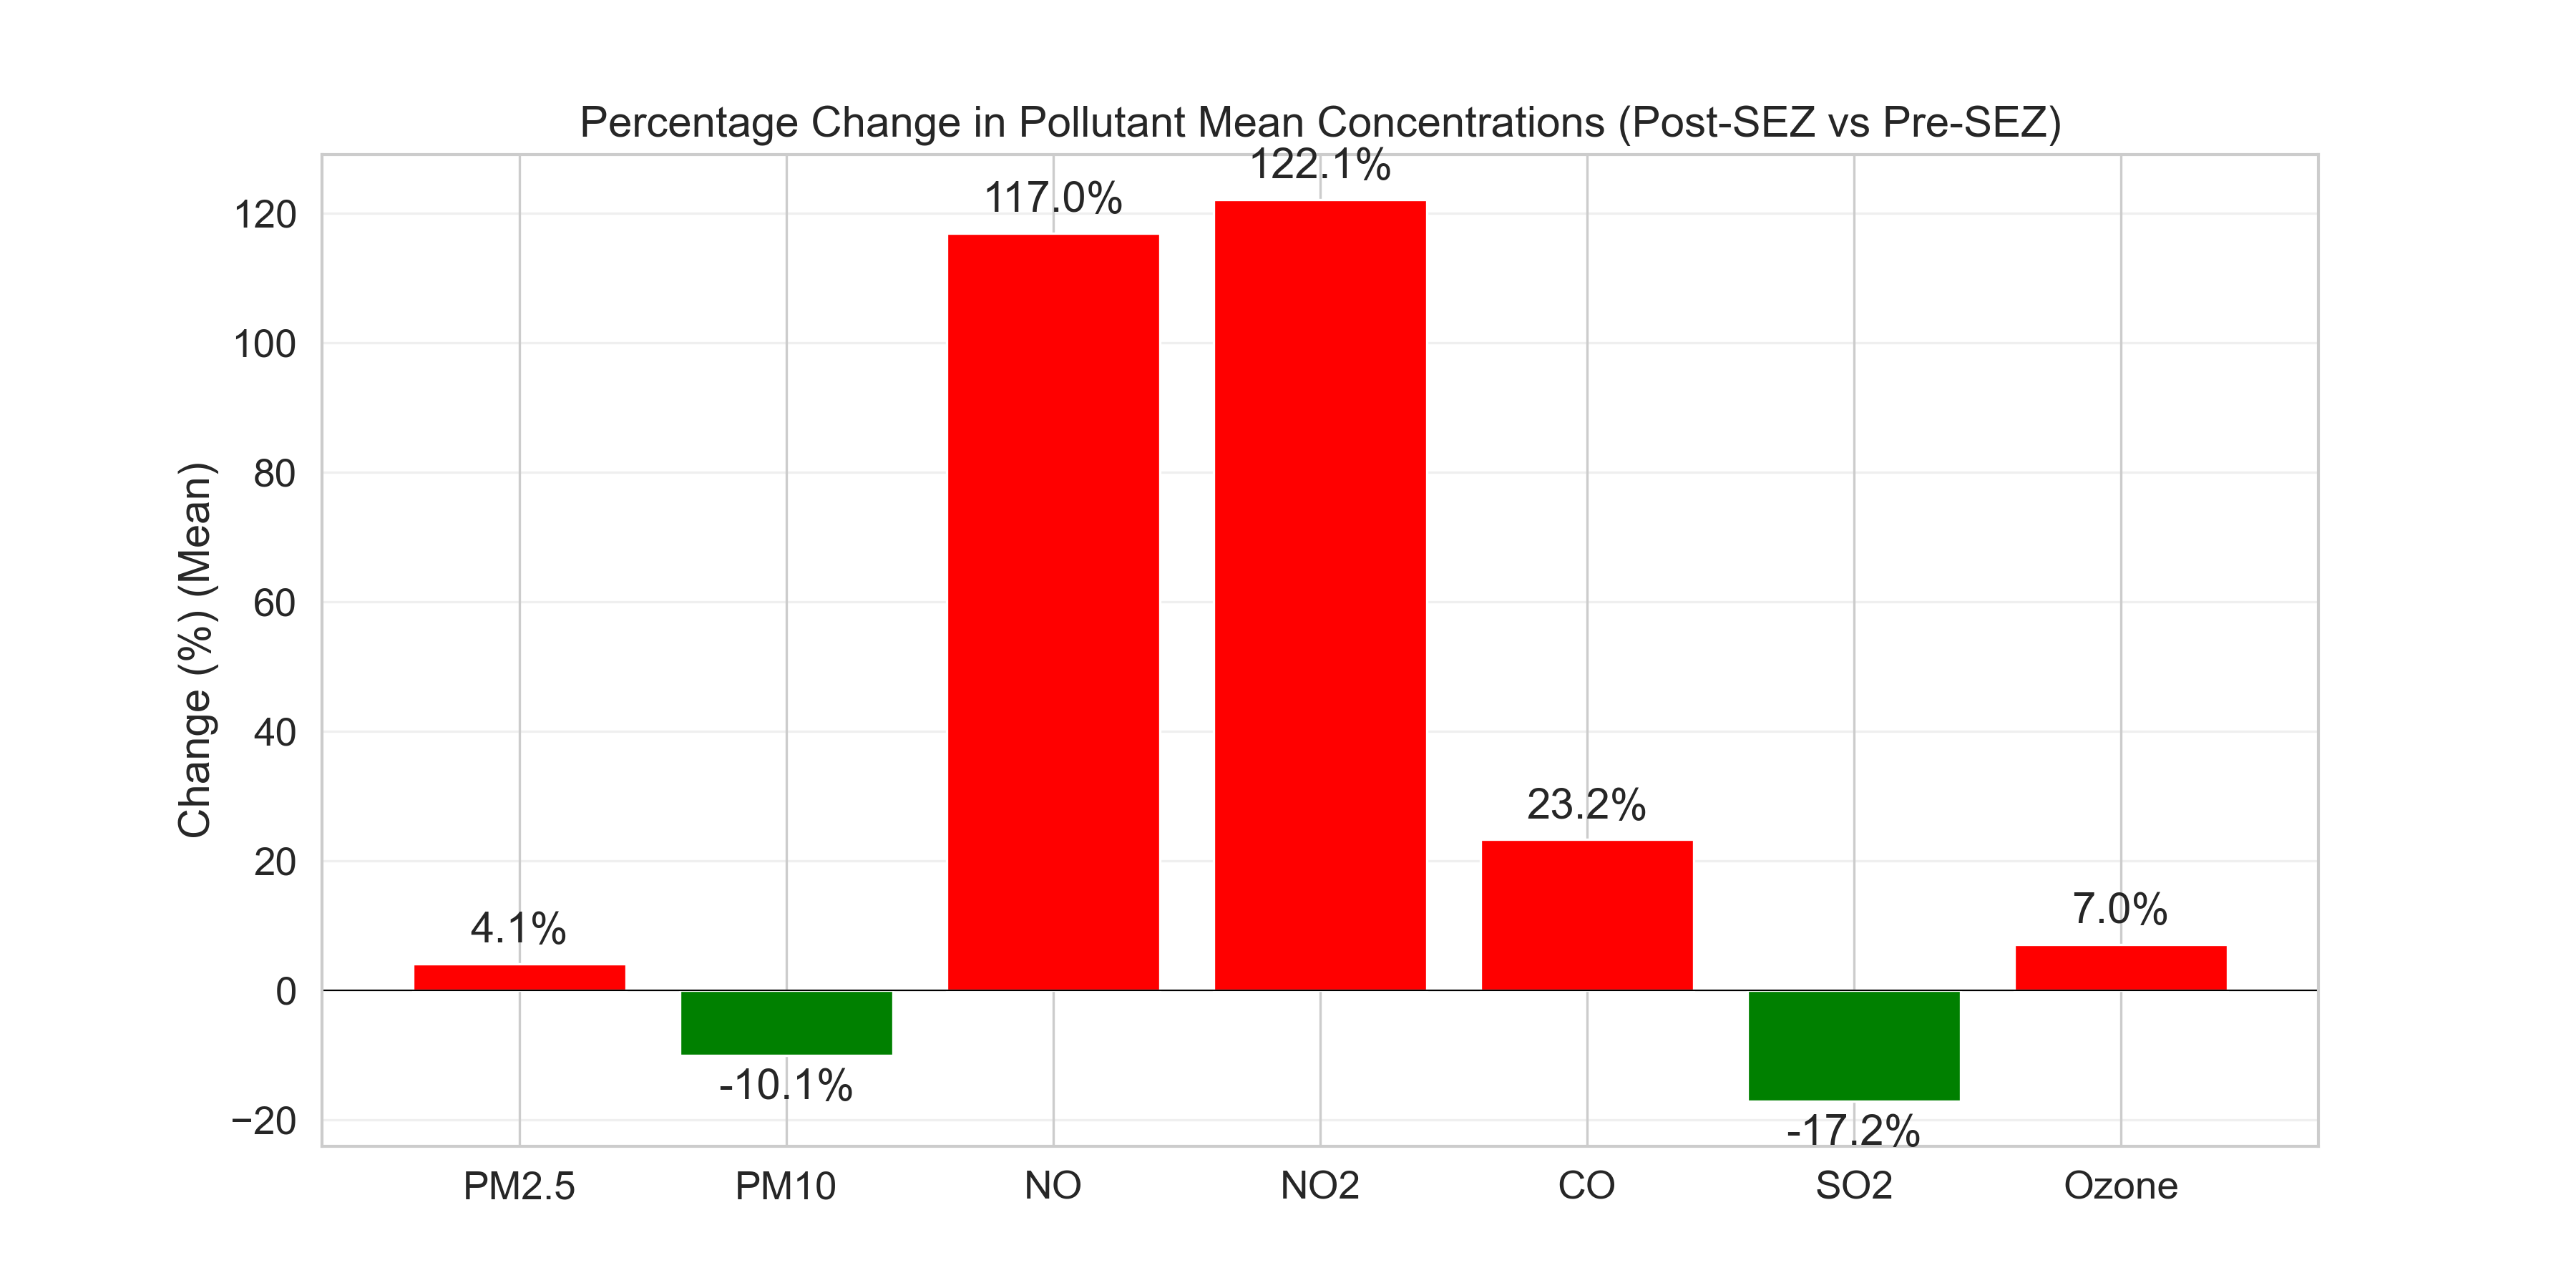 Percentage Change in Pollutant Mean Concentrations (Post-SEZ vs Pre-SEZ)
Change (%) (Mean)
120
100
80
60
40
20
0
−20
4.1%
-10.1%
117.0%
122.1%
23.2%
-17.2%
7.0%
PM2.5
PM10
NO
NO2
CO
SO2
Ozone